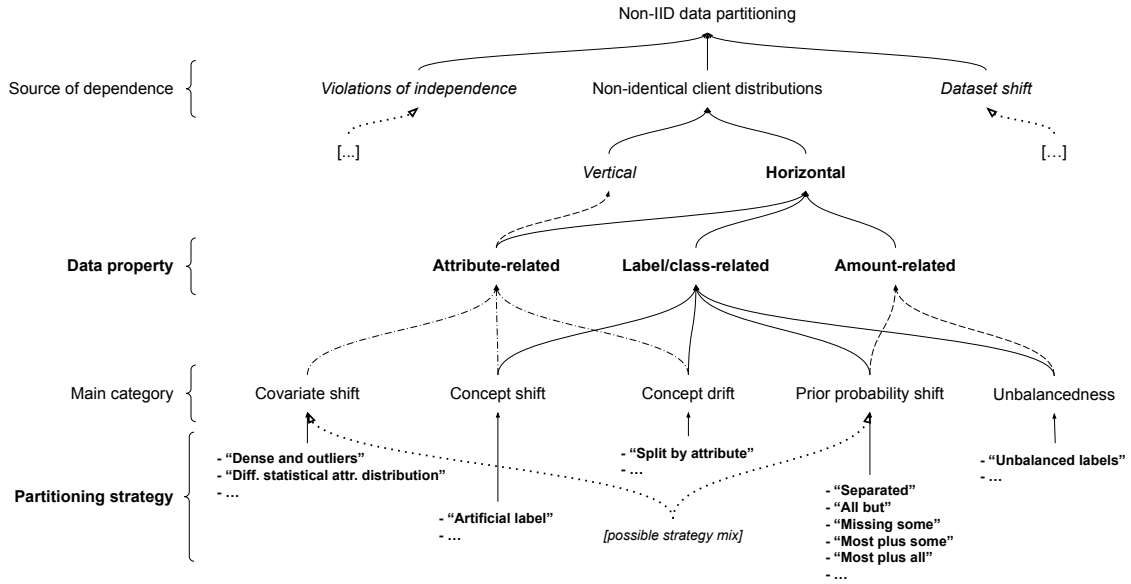 Non-IID data partitioning
Source of dependence
Violations of independence
Non-identical client distributions
Dataset shift
[...]
[…]
Vertical
Horizontal
Data property
Attribute-related
Label/class-related
Amount-related
Main category
Covariate shift
Concept shift
Concept drift
Prior probability shift
Unbalancedness
Partitioning strategy
- “Dense and outliers”
- “Diff. statistical attr. distribution”
- …
- “Artificial label”
- …
- “Split by attribute”
- …
[possible strategy mix]
- “Separated”
- “All but”
- “Missing some”
- “Most plus some”
- “Most plus all”
- …
- “Unbalanced labels”
- …